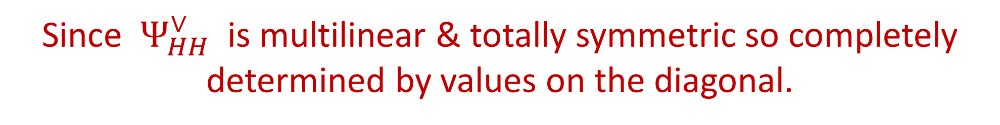 Since Ψ^∨_{HH} is multilinear & totally symmetric so completely
determined by values on the diagonal.